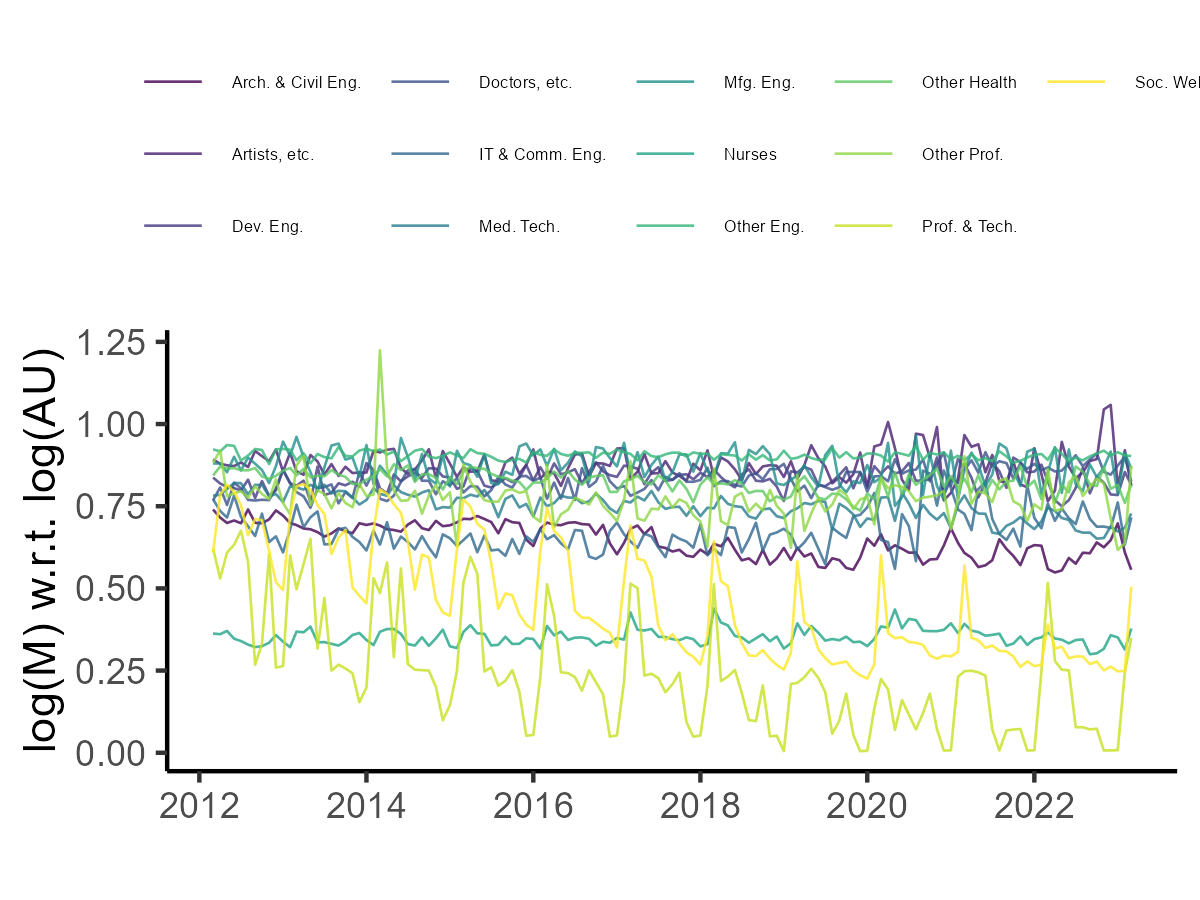 Arch. & Civil Eng. Doctors, etc. Mfg. Eng. Other Health Soc. Wel
Artists, etc. IT & Comm. Eng. Nurses Other Prof.
Dev. Eng. Med. Tech. Other Eng. Prof. & Tech.
log(M) w.r.t. log(AU)
1.25
1.00
0.75
0.50
0.25
0.00
2012 2014 2016 2018 2020 2022